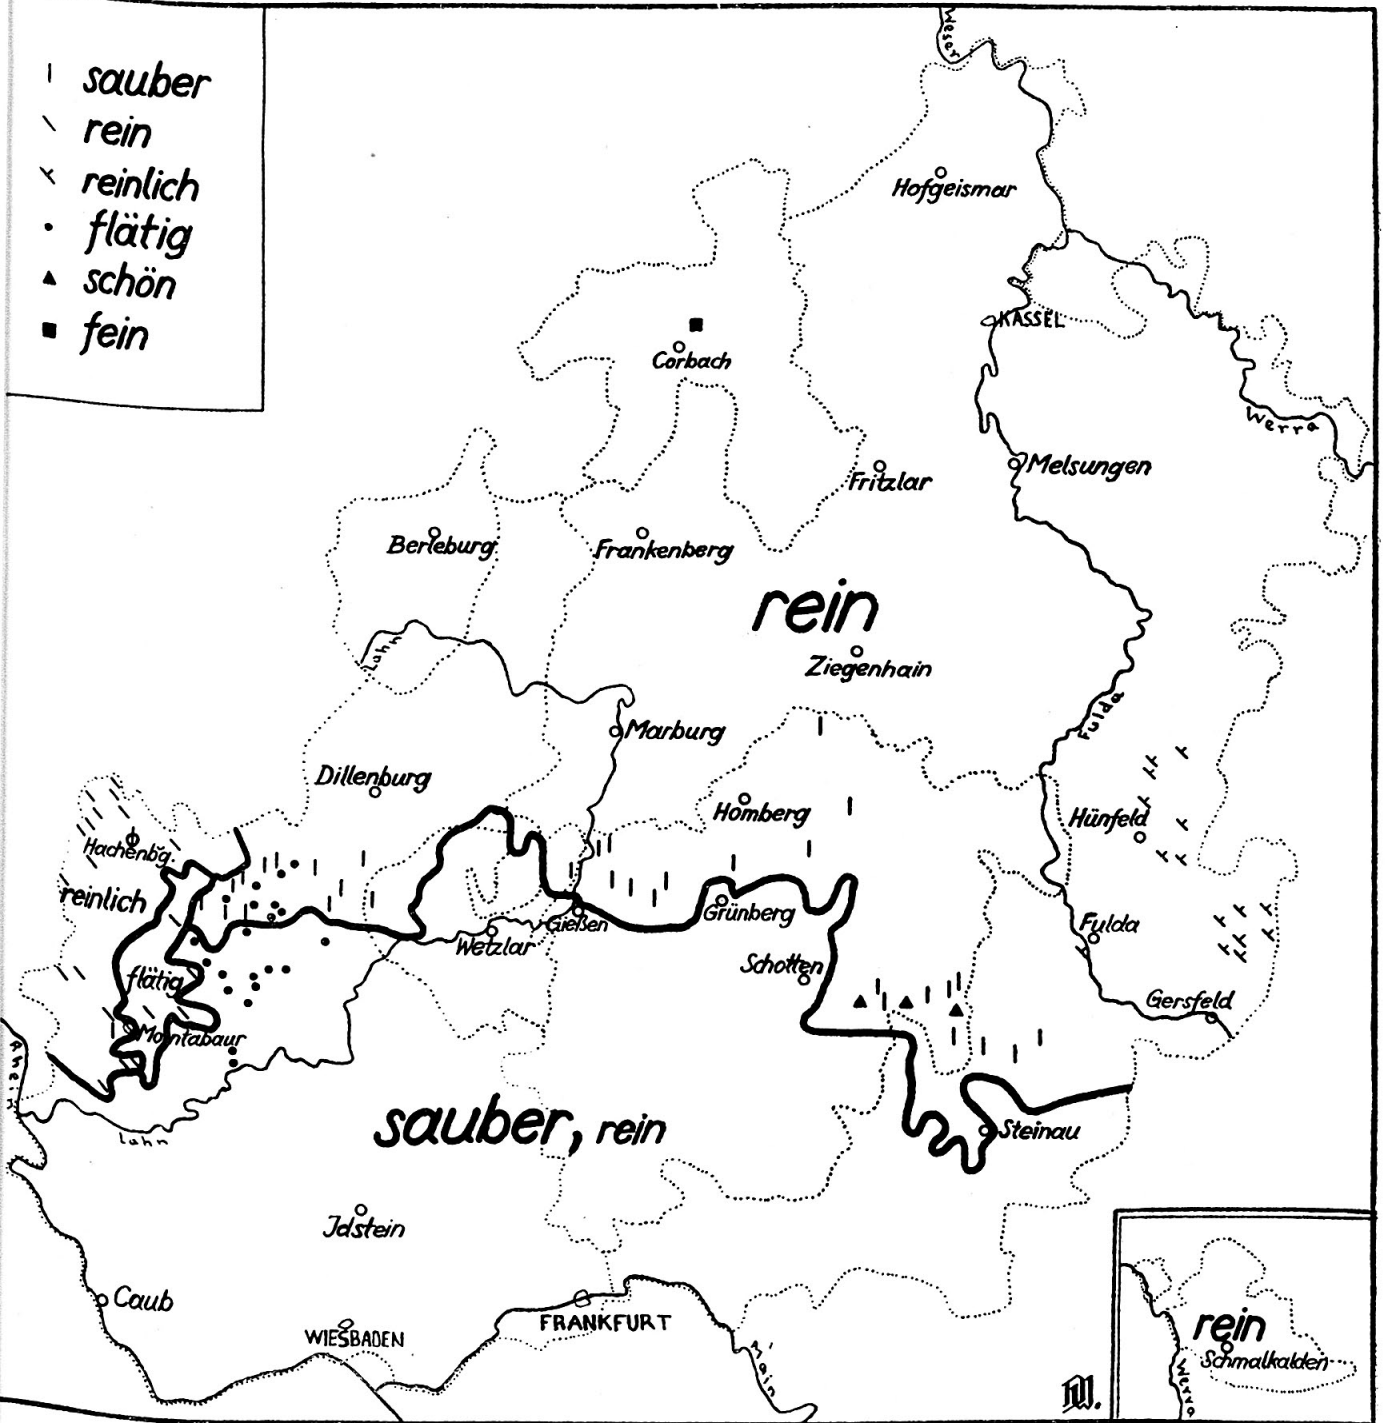 sauber
rein
reinlich
flätig
schön
fein
Weser
Hofgeismar
KASSEL
Corbach
Werra
Fritzlar
Melsungen
Berleburg
Frankenberg
rein
Ziegenhain
Lahn
Fulda
Marburg
Dillenburg
Homberg
Hünfeld
Hachenbg.
reinlich
Grünberg
Gießen
Fulda
Wetzlar
Schotten
flätig
Gersfeld
Montabaur
Rhein
Lahn
sauber, rein
Steinau
Idstein
Caub
FRANKFURT
WIESBADEN
Main
rein
Schmalkalden
Werra